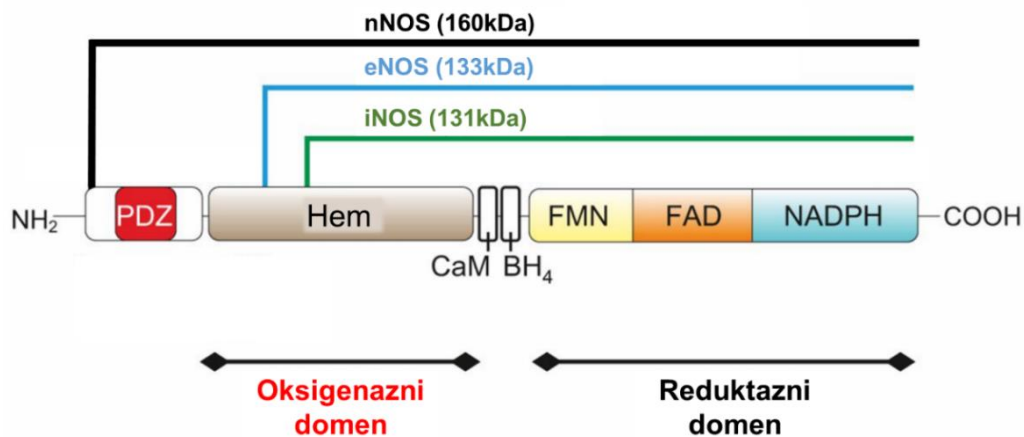 nNOS (160kDa)
eNOS (133kDa)
iNOS (131kDa)
NH₂ PDZ Hem FMN FAD NADPH COOH
CaM BH₄
Oksigenazni
domen
Reduktazni
domen